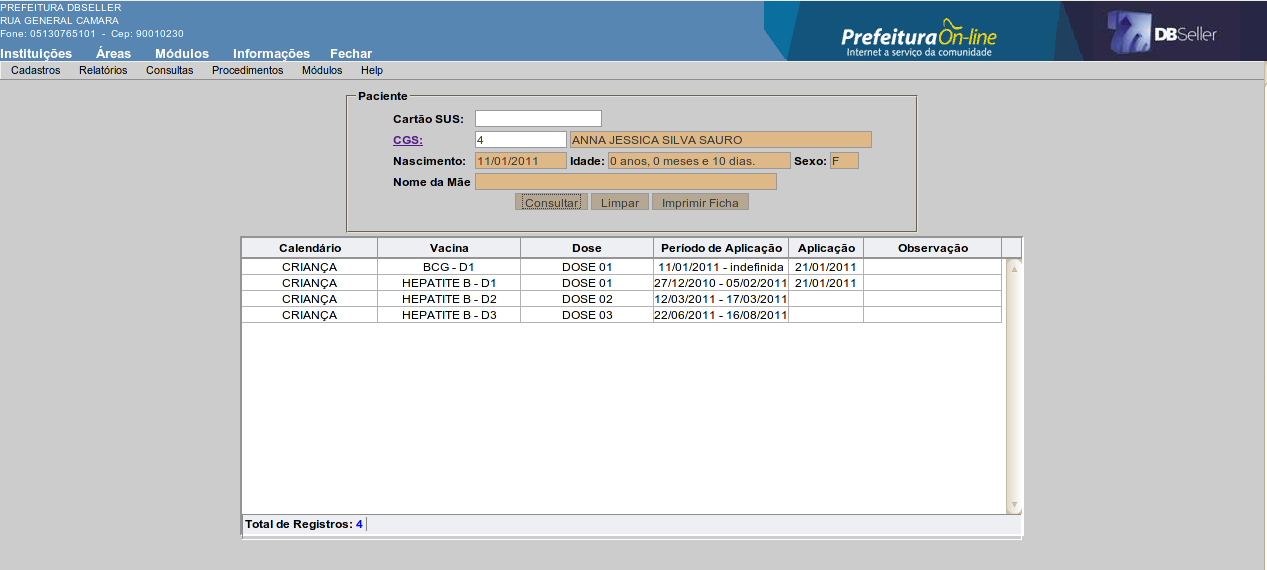 PREFEITURA DBSELLER
RUA GENERAL CAMARA
Fone: 05130765101 - Cep: 90010230
Prefeitura On-line
Internet a serviço da comunidade
DBSeller
Instituições Áreas Módulos Informações Fechar
Cadastros Relatórios Consultas Procedimentos Módulos Help
Paciente
Cartão SUS:
CGS: 4 ANNA JESSICA SILVA SAURO
Nascimento: 11/01/2011 Idade: 0 anos, 0 meses e 10 dias. Sexo: F
Nome da Mãe
Consultar Limpar Imprimir Ficha
Calendário Vacina Dose Período de Aplicação Aplicação Observação
CRIANÇA BCG - D1 DOSE 01 11/01/2011 - indefinida 21/01/2011
CRIANÇA HEPATITE B - D1 DOSE 01 27/12/2010 - 05/02/2011 21/01/2011
CRIANÇA HEPATITE B - D2 DOSE 02 12/03/2011 - 17/03/2011
CRIANÇA HEPATITE B - D3 DOSE 03 22/06/2011 - 16/08/2011
Total de Registros: 4